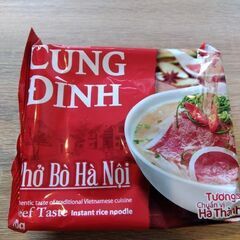 CUNG
ĐÌNH
Phở Bò Hà Nội
Authentic taste of traditional Vietnamese cuisine
Beef Taste Instant rice noodle
Tương
Chuẩn vị
Hà Thà